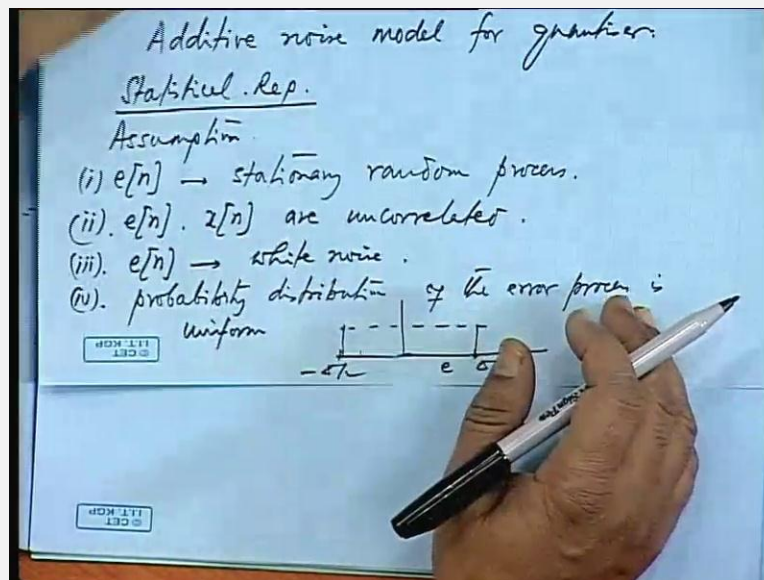 Additive noise model for quantiser.
Statistical. Rep.
Assumption.
(i) e[n] → stationary random process.
(ii). e[n]. x[n] are uncorrelated.
(iii). e[n] → white noise.
(iv). probability distribution of the error process is
uniform
-Δ/2 e Δ
© CET
I.I.T. KGP
© CET
I.I.T. KGP